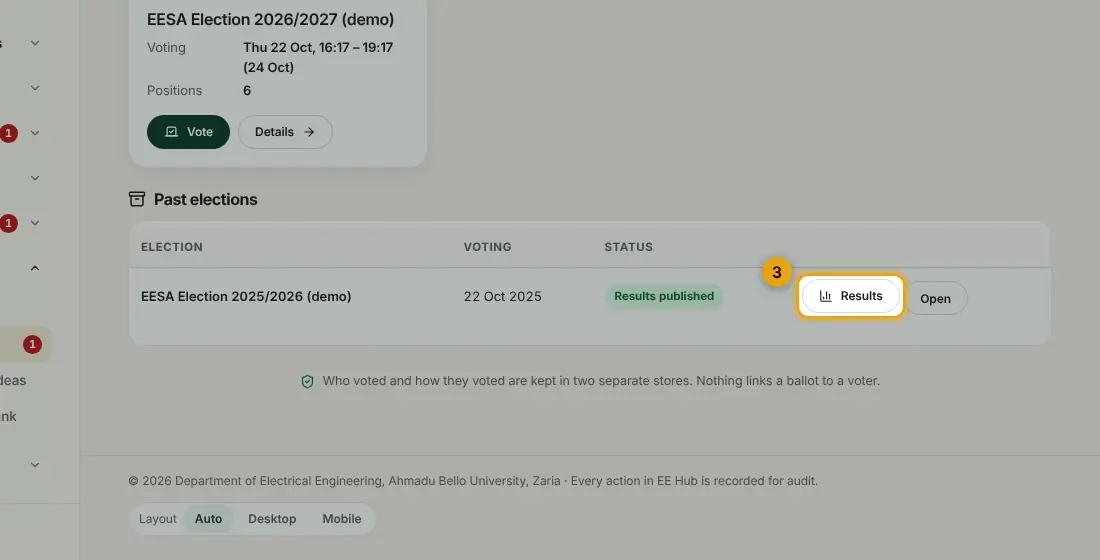 EESA Election 2026/2027 (demo)
Voting Thu 22 Oct, 16:17 – 19:17
(24 Oct)
Positions 6
Vote Details →
1
Past elections
ELECTION VOTING STATUS
1
3
EESA Election 2025/2026 (demo) 22 Oct 2025 Results published Results Open
1
deas
Who voted and how they voted are kept in two separate stores. Nothing links a ballot to a voter.
nk
© 2026 Department of Electrical Engineering, Ahmadu Bello University, Zaria · Every action in EE Hub is recorded for audit.
Layout Auto Desktop Mobile